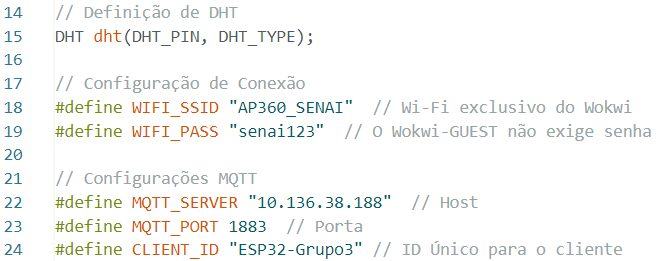 14 // Definição de DHT
15 DHT dht(DHT_PIN, DHT_TYPE);
16
17 // Configuração de Conexão
18 #define WIFI_SSID "AP360_SENAI"  // Wi-Fi exclusivo do Wokwi
19 #define WIFI_PASS "senai123"  // O Wokwi-GUEST não exige senha
20
21 // Configurações MQTT
22 #define MQTT_SERVER "10.136.38.188"  // Host
23 #define MQTT_PORT 1883  // Porta
24 #define CLIENT_ID "ESP32-Grupo3" // ID Único para o cliente